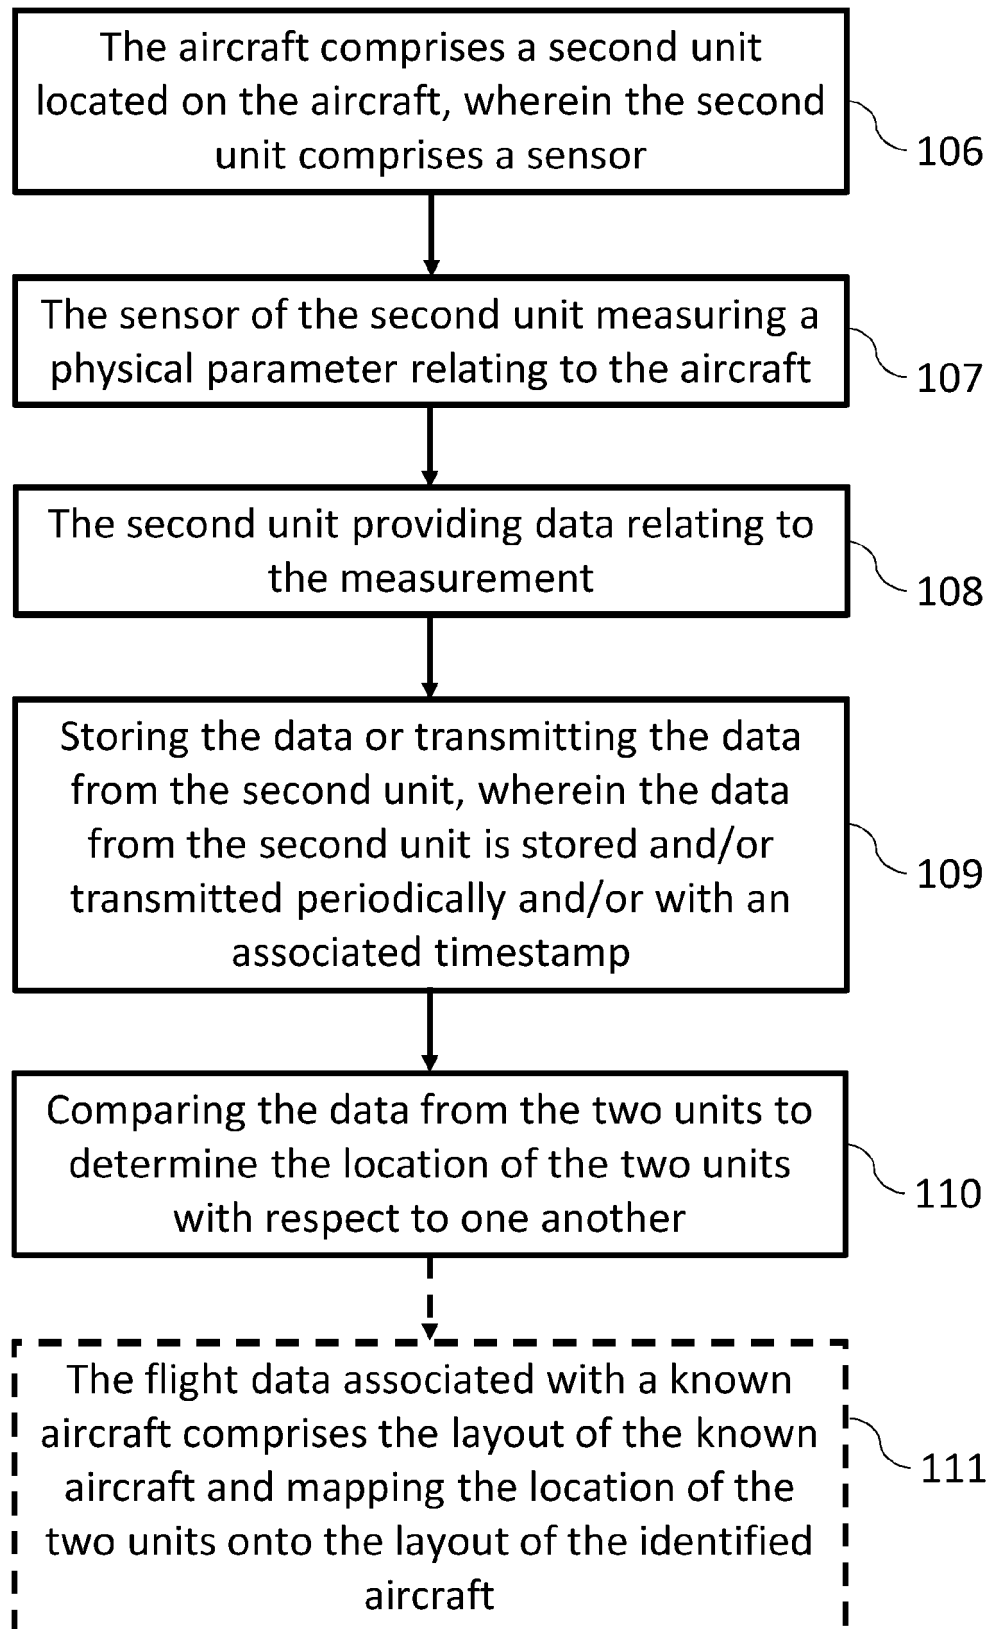 The aircraft comprises a second unit
located on the aircraft, wherein the second
unit comprises a sensor
106
The sensor of the second unit measuring a
physical parameter relating to the aircraft
107
The second unit providing data relating to
the measurement
108
Storing the data or transmitting the data
from the second unit, wherein the data
from the second unit is stored and/or
transmitted periodically and/or with an
associated timestamp
109
Comparing the data from the two units to
determine the location of the two units
with respect to one another
110
The flight data associated with a known
aircraft comprises the layout of the known
aircraft and mapping the location of the
two units onto the layout of the identified
aircraft
111